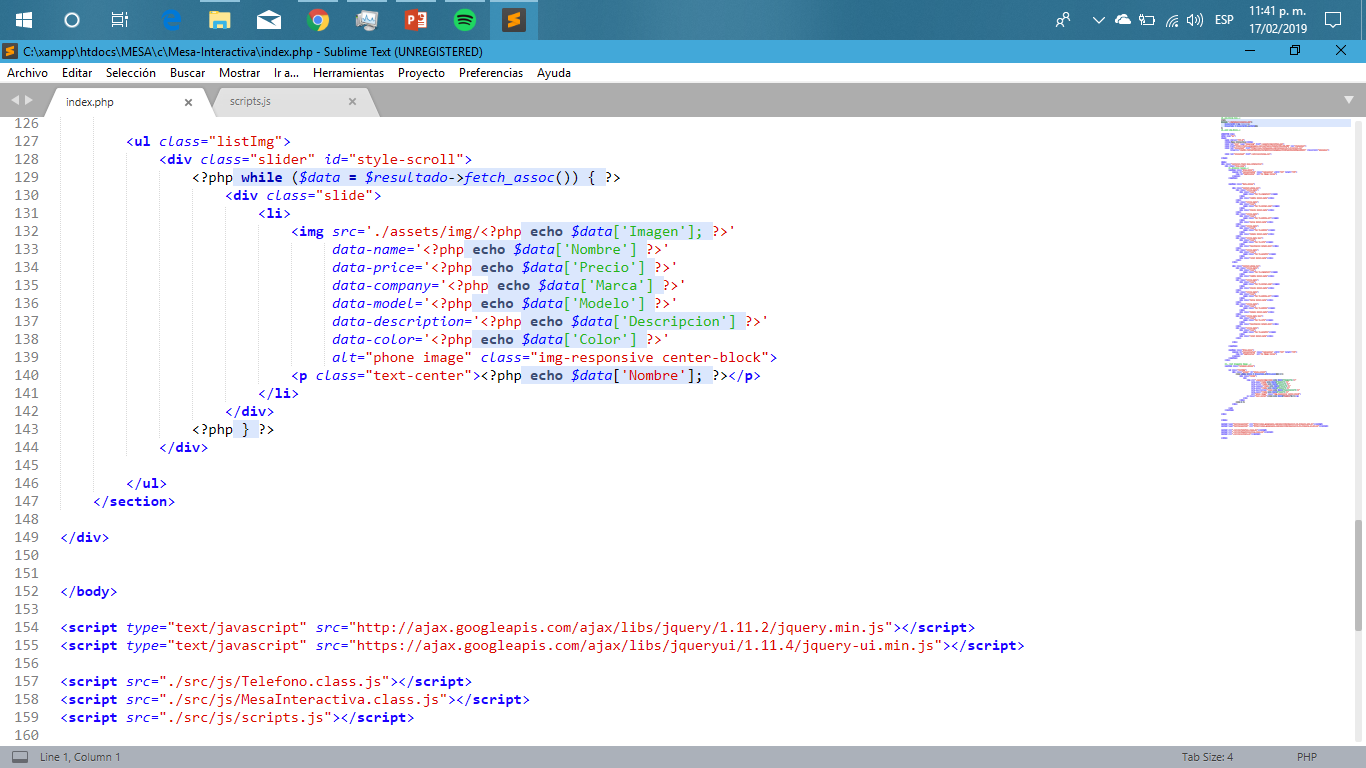 11:41 p. m.
ESP
17/02/2019
C:\xampp\htdocs\MESA\c\Mesa-Interactiva\index.php - Sublime Text (UNREGISTERED)
Archivo Editar Selección Buscar Mostrar Ir a... Herramientas Proyecto Preferencias Ayuda
index.php scripts.js
126
127 <ul class="listImg">
128 <div class="slider" id="style-scroll">
129 <?php while ($data = $resultado->fetch_assoc()) { ?>
130 <div class="slide">
131 <li>
132 <img src='./assets/img/<?php echo $data['Imagen']; ?>'
133 data-name='<?php echo $data['Nombre'] ?>'
134 data-price='<?php echo $data['Precio'] ?>'
135 data-company='<?php echo $data['Marca'] ?>'
136 data-model='<?php echo $data['Modelo'] ?>'
137 data-description='<?php echo $data['Descripcion'] ?>'
138 data-color='<?php echo $data['Color'] ?>'
139 alt="phone image" class="img-responsive center-block">
140 <p class="text-center"><?php echo $data['Nombre']; ?></p>
141 </li>
142 </div>
143 <?php } ?>
144 </div>
145
146 </ul>
147 </section>
148
149 </div>
150
151
152 </body>
153
154 <script type="text/javascript" src="http://ajax.googleapis.com/ajax/libs/jquery/1.11.2/jquery.min.js"></script>
155 <script type="text/javascript" src="https://ajax.googleapis.com/ajax/libs/jqueryui/1.11.4/jquery-ui.min.js"></script>
156
157 <script src="./src/js/Telefono.class.js"></script>
158 <script src="./src/js/MesaInteractiva.class.js"></script>
159 <script src="./src/js/scripts.js"></script>
160
Line 1, Column 1 Tab Size: 4 PHP